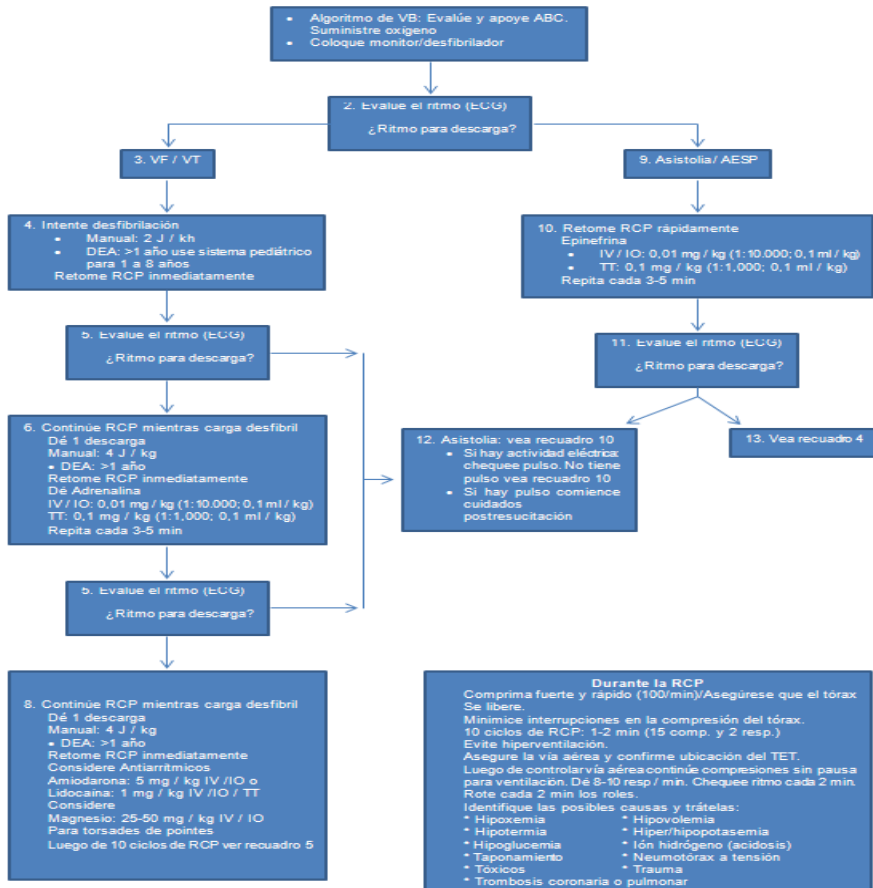 • Algoritmo de VB: Evalúe y apoye ABC.
Suministre oxígeno
• Coloque monitor/desfibrilador
2. Evalue el ritmo (ECG)
¿Ritmo para descarga?
3. VF / VT
9. Asistolia/ AESP
4. Intente desfibrilación
• Manual: 2 J / kh
• DEA: >1 año use sistema pediátrico
para 1 a 8 años
Retome RCP inmediatamente
10. Retome RCP rápidamente
Epinefrina
• IV / IO: 0,01 mg / kg (1:10.000; 0,1 ml / kg)
• TT: 0,1 mg / kg (1:1,000; 0,1 ml / kg)
Repita cada 3-5 min
5. Evalue el ritmo (ECG)
¿Ritmo para descarga?
11. Evalue el ritmo (ECG)
¿Ritmo para descarga?
6. Continúe RCP mientras carga desfibril
Dé 1 descarga
Manual: 4 J / kg
• DEA: >1 año
Retome RCP inmediatamente
Dé Adrenalina
IV / IO: 0,01 mg / kg (1:10.000; 0,1 ml / kg)
TT: 0,1 mg / kg (1:1,000; 0,1 ml / kg)
Repita cada 3-5 min
12. Asistolia: vea recuadro 10
• Si hay actividad eléctrica:
chequee pulso. No tiene
pulso vea recuadro 10
• Si hay pulso comience
cuidados
postresucitación
13. Vea recuadro 4
5. Evalue el ritmo (ECG)
¿Ritmo para descarga?
8. Continúe RCP mientras carga desfibril
Dé 1 descarga
Manual: 4 J / kg
• DEA: >1 año
Retome RCP inmediatamente
Considere Antiarrítmicos
Amiodarona: 5 mg / kg IV /IO o
Lidocaína: 1 mg / kg IV / IO / TT
Considere
Magnesio: 25-50 mg / kg IV / IO
Para torsades de pointes
Luego de 10 ciclos de RCP ver recuadro 5
Durante la RCP
Comprima fuerte y rápido (100/min)/Asegúrese que el tórax
Se libere.
Minimice interrupciones en la compresión del tórax.
10 ciclos de RCP: 1-2 min (15 comp. y 2 resp.)
Evite hiperventilación.
Asegure la vía aérea y confirme ubicación del TET.
Luego de controlar vía aérea continúe compresiones sin pausa
para ventilación. Dé 8-10 resp / min. Chequee ritmo cada 2 min.
Rote cada 2 min los roles.
Identifique las posibles causas y trátelas:
* Hipoxemia * Hipovolemia
* Hipotermia * Hiper/hipopotasemia
* Hipoglucemia * Ión hidrógeno (acidosis)
* Taponamiento * Neumotórax a tensión
* Tóxicos * Trauma
* Trombosis coronaria o pulmonar